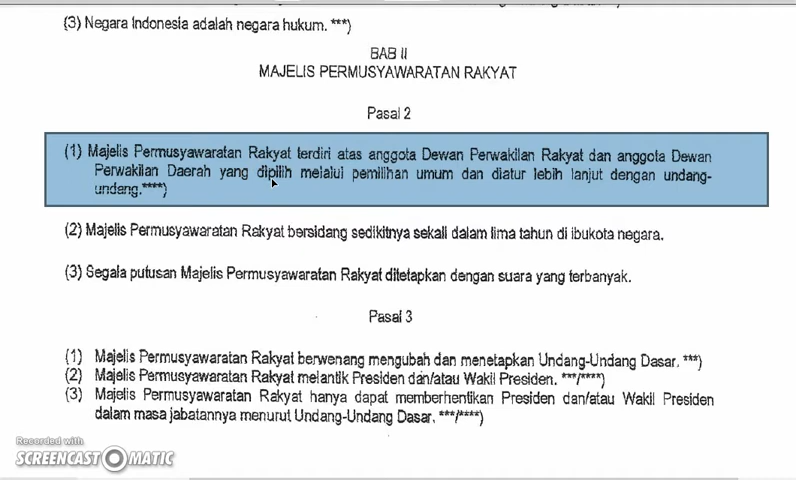 (3) Negara Indonesia adalah negara hukum. ***)
BAB II
MAJELIS PERMUSYAWARATAN RAKYAT
Pasal 2
(1) Majelis Permusyawaratan Rakyat terdiri atas anggota Dewan Perwakilan Rakyat dan anggota Dewan
Perwakilan Daerah yang dipilih melalui pemilihan umum dan diatur lebih lanjut dengan undang-
undang.****)
(2) Majelis Permusyawaratan Rakyat bersidang sedikitnya sekali dalam lima tahun di ibukota negara.
(3) Segala putusan Majelis Permusyawaratan Rakyat ditetapkan dengan suara yang terbanyak.
Pasal 3
(1) Majelis Permusyawaratan Rakyat berwenang mengubah dan menetapkan Undang-Undang Dasar. ***)
(2) Majelis Permusyawaratan Rakyat melantik Presiden dan/atau Wakil Presiden. ***/****)
(3) Majelis Permusyawaratan Rakyat hanya dapat memberhentikan Presiden dan/atau Wakil Presiden
dalam masa jabatannya menurut Undang-Undang Dasar. ***/****)
Recorded with
SCREENCAST-O-MATIC